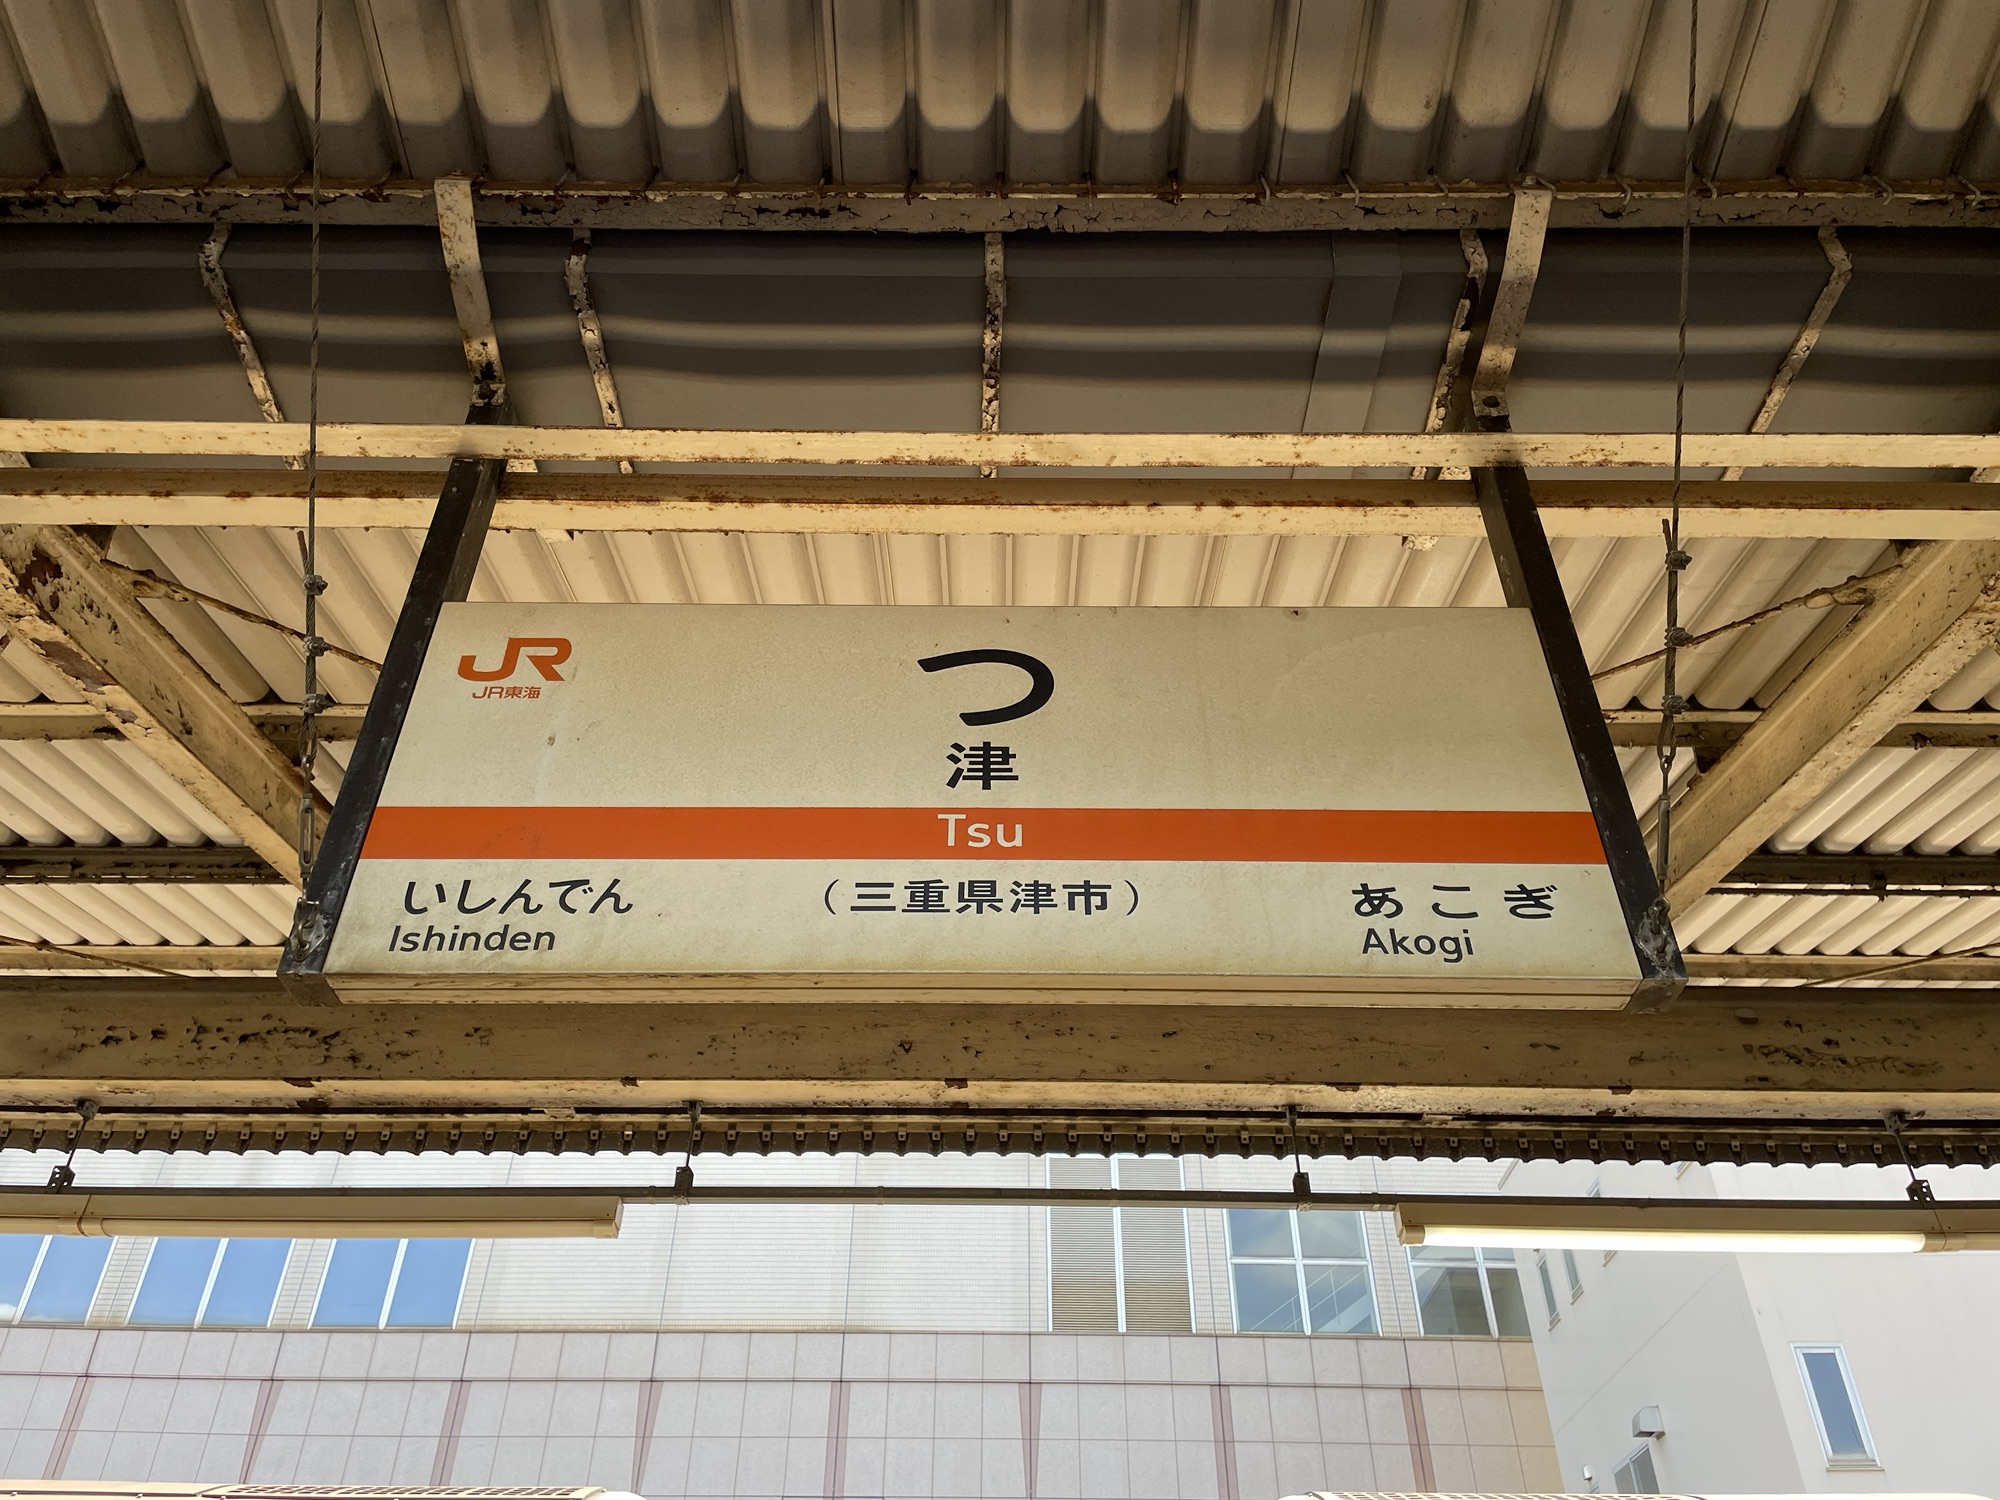 JR
JR東海
つ
津
Tsu
いしんでん
Ishinden
（三重県津市）
あこぎ
Akogi